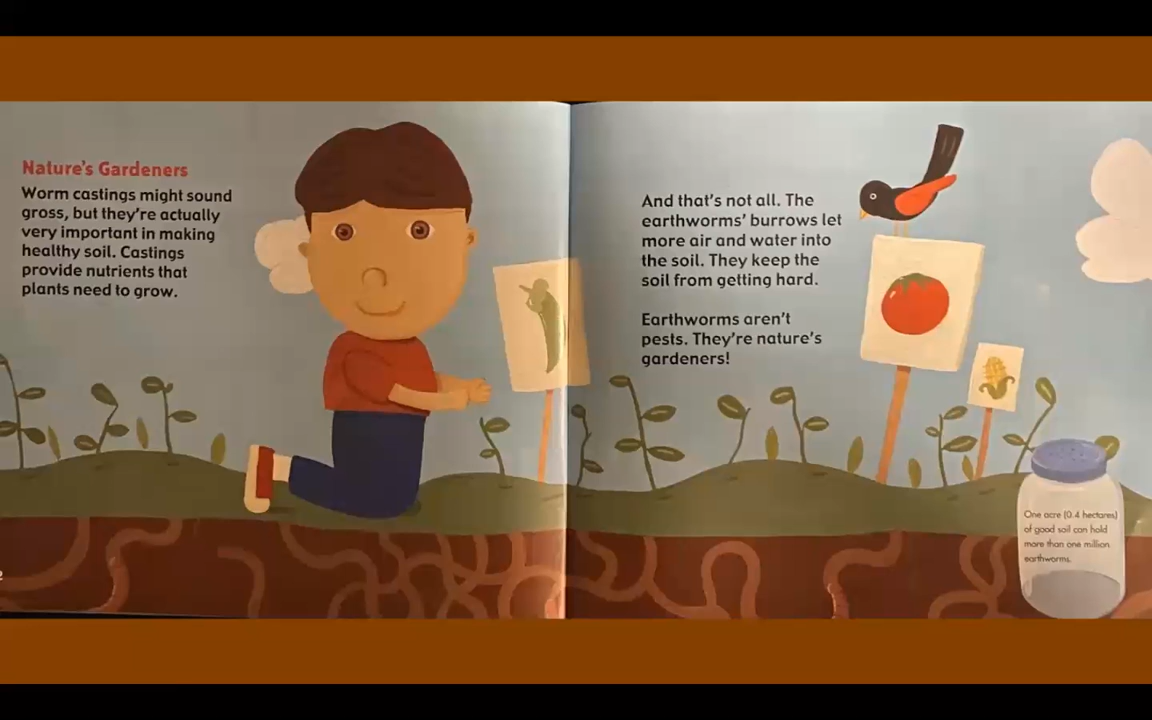 Nature's Gardeners
Worm castings might sound
gross, but they're actually
very important in making
healthy soil. Castings
provide nutrients that
plants need to grow.
2
And that's not all. The
earthworms' burrows let
more air and water into
the soil. They keep the
soil from getting hard.
Earthworms aren't
pests. They're nature's
gardeners!
One acre (0.4 hectares)
of good soil can hold
more than one million
earthworms.